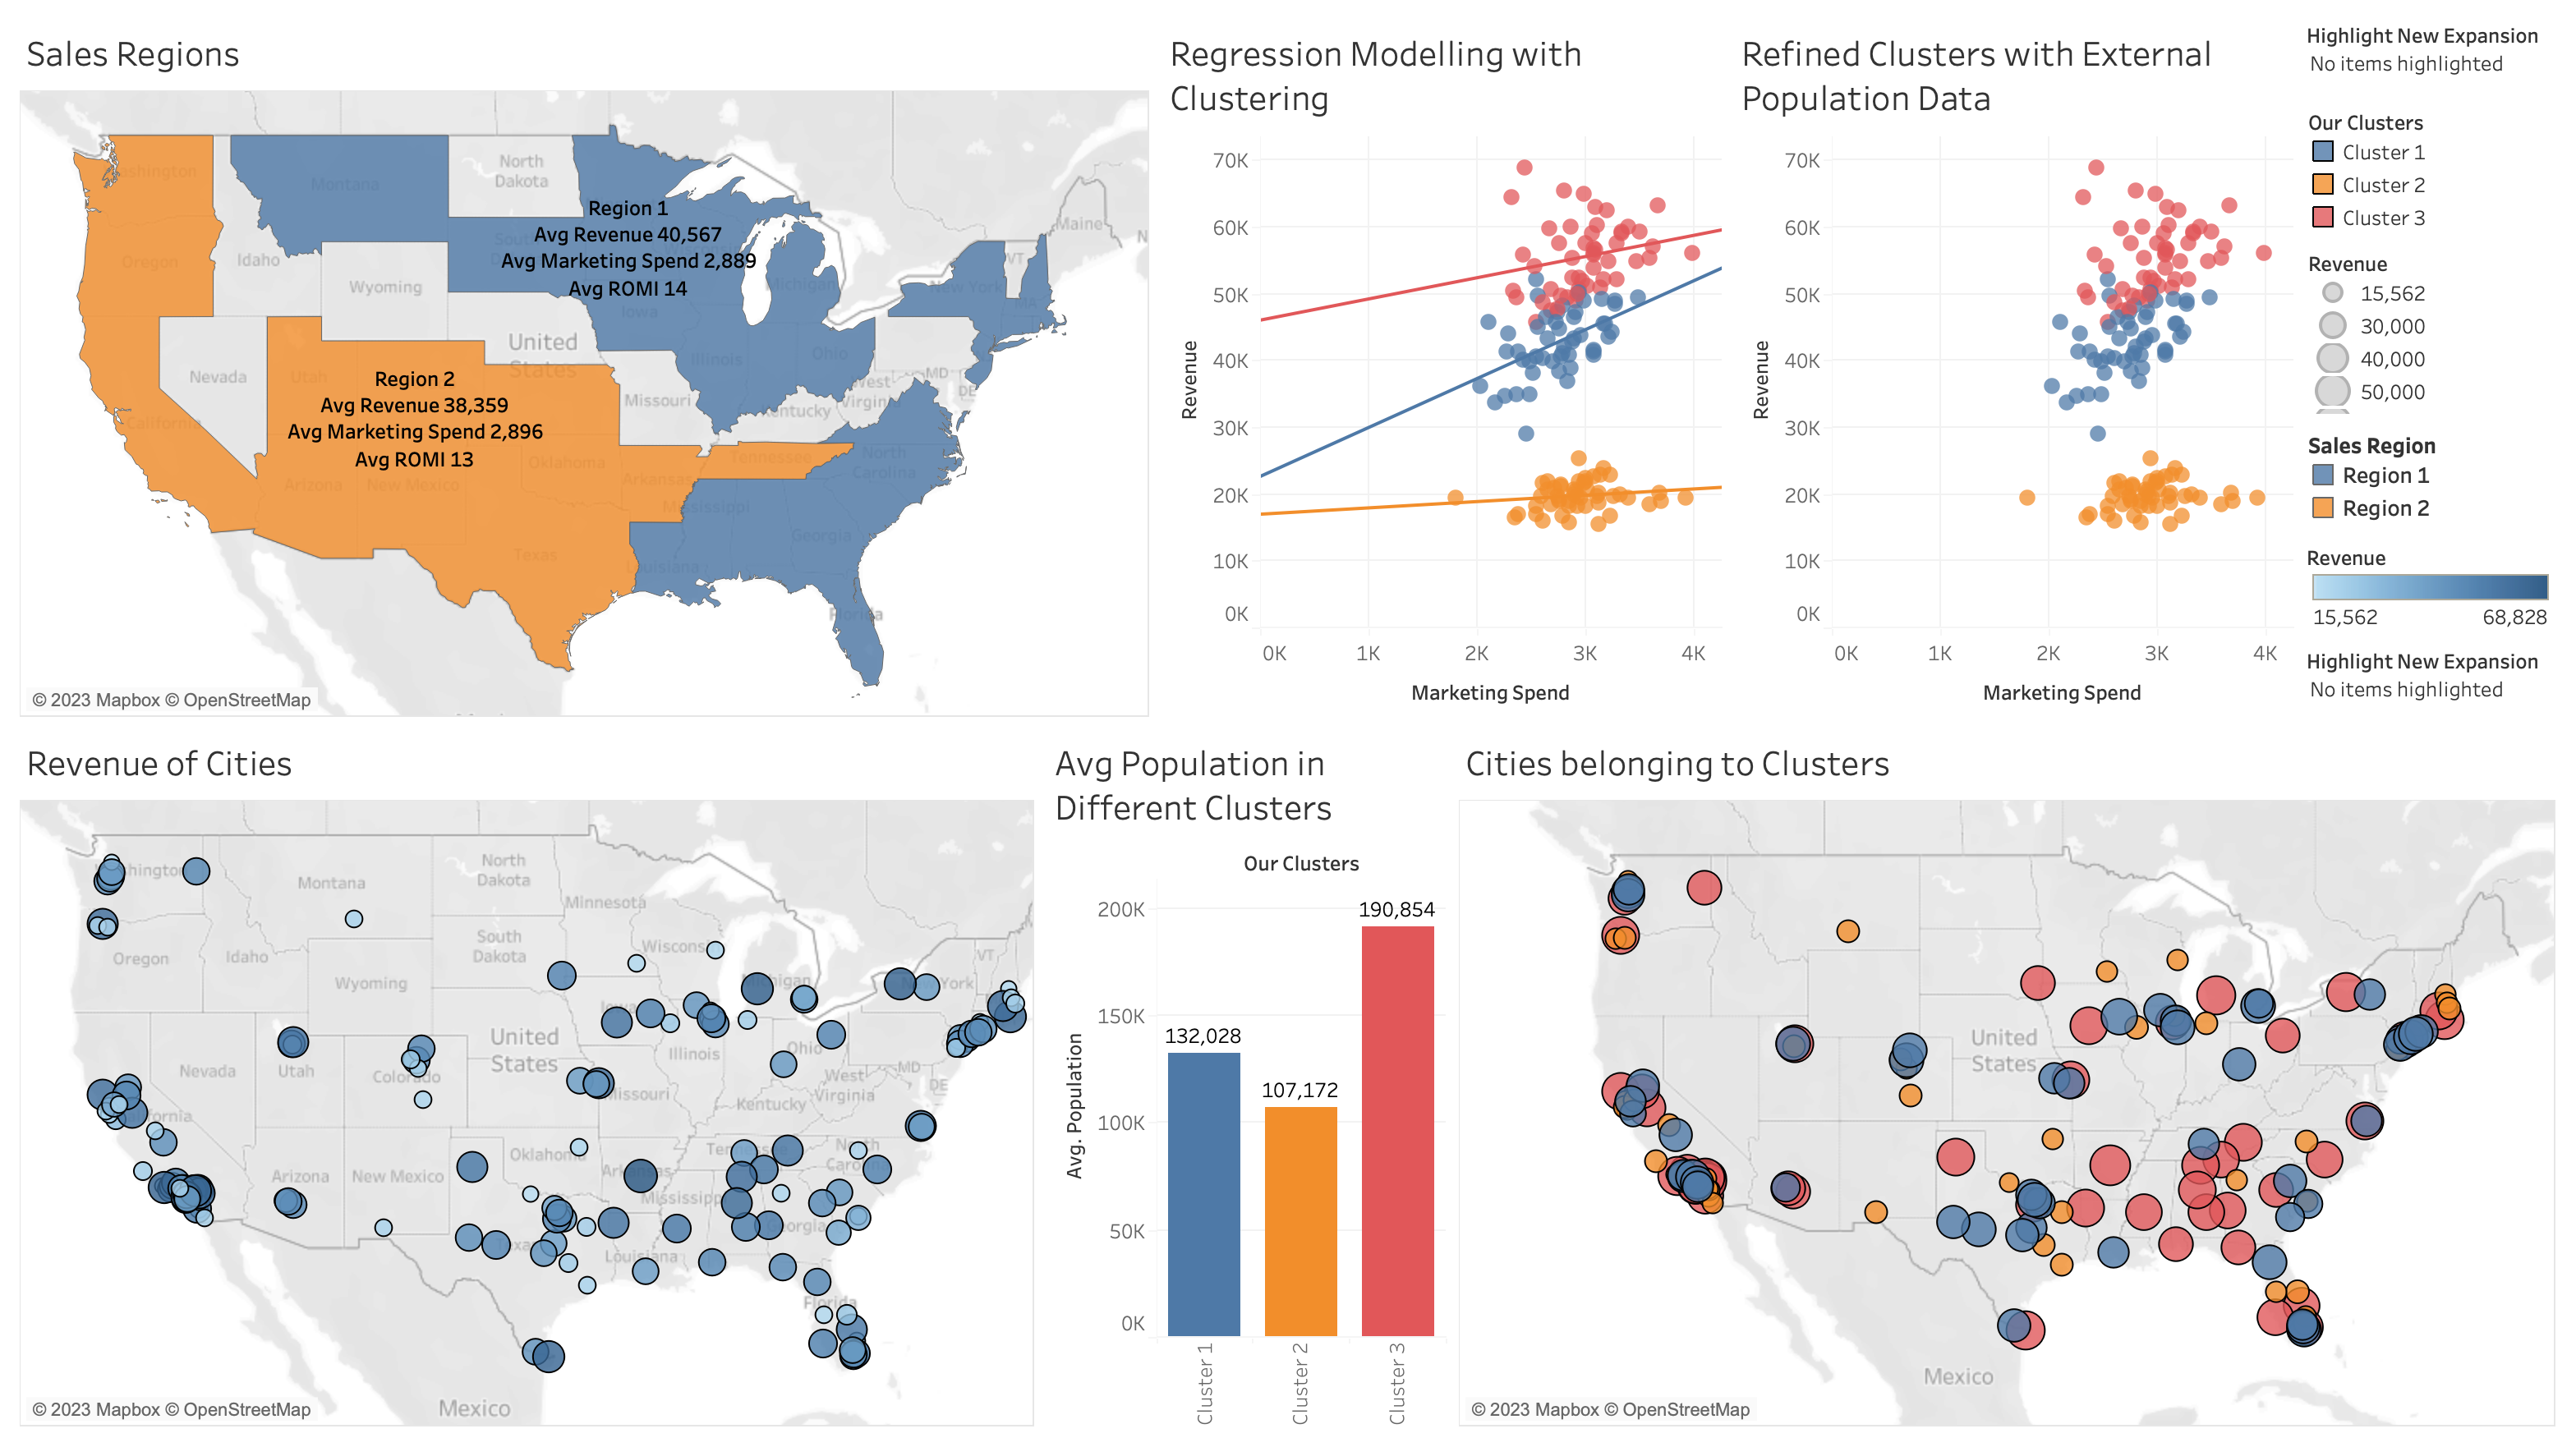 Sales Regions
Washington
Montana
North
Dakota
Oregon
Idaho
Wyoming
Region 1
Avg Revenue 40,567
Avg Marketing Spend 2,889
Avg ROMI 14
Michigan
New York
VT
MA
Maine
Iowa
Nevada
Utah
United
States
Illinois
Ohio
MD
DE
West
Virginia
California
Region 2
Avg Revenue 38,359
Avg Marketing Spend 2,896
Avg ROMI 13
Missouri
Kentucky
Arizona
New Mexico
Oklahoma
Arkansas
Tennessee
North
Carolina
Mississippi
Georgia
Texas
Louisiana
Florida
© 2023 Mapbox © OpenStreetMap
Regression Modelling with
Clustering
Revenue
70K
60K
50K
40K
30K
20K
10K
0K
0K 1K 2K 3K 4K
Marketing Spend
Refined Clusters with External
Population Data
Revenue
70K
60K
50K
40K
30K
20K
10K
0K
0K 1K 2K 3K 4K
Marketing Spend
Highlight New Expansion
No items highlighted
Our Clusters
Cluster 1
Cluster 2
Cluster 3
Revenue
15,562
30,000
40,000
50,000
Sales Region
Region 1
Region 2
Revenue
15,562 68,828
Highlight New Expansion
No items highlighted
Revenue of Cities
Montana
North
Dakota
Minnesota
Oregon
Idaho
South
Dakota
Wyoming
VT
Nevada
Utah
Colorado
United
States
Illinois
Ohio
MD
DE
West
Virginia
Missouri
Kentucky
Arizona
New Mexico
Oklahoma
North
Mississippi
Georgia
Louisiana
Florida
Mexico
© 2023 Mapbox © OpenStreetMap
Avg Population in
Different Clusters
Our Clusters
Avg. Population
200K
150K
100K
50K
0K
132,028
107,172
190,854
Cluster 1
Cluster 2
Cluster 3
Cities belonging to Clusters
United
States
Mexico
© 2023 Mapbox © OpenStreetMap